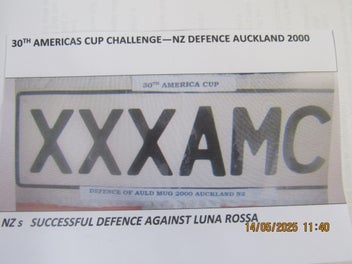 30TH AMERICAS CUP CHALLENGE—NZ DEFENCE AUCKLAND 2000
30TH AMERICA CUP
XXXAMC
DEFENCE OF AULD MUG 2000 AUCKLAND NZ
NZ s SUCCESSFUL DEFENCE AGAINST LUNA ROSSA
14/05/2025 11:40